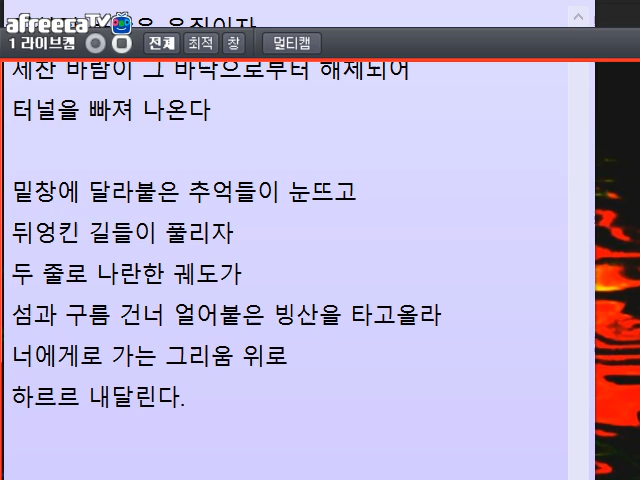 움직이자
afreecaTV
1 라이브캠 전체 최적 창 멀티캠
세찬 바람이 그 바닥으로부터 해제되어
터널을 빠져 나온다
밑창에 달라붙은 추억들이 눈뜨고
뒤엉킨 길들이 풀리자
두 줄로 나란한 궤도가
섬과 구름 건너 얼어붙은 빙산을 타고올라
너에게로 가는 그리움 위로
하르르 내달린다.